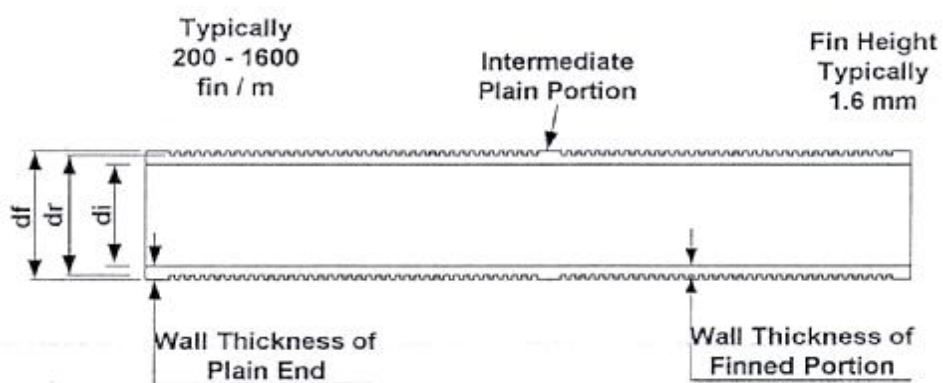 Typically
200 - 1600
fin / m
Intermediate
Plain Portion
Fin Height
Typically
1.6 mm
df
dr
di
Wall Thickness of
Plain End
Wall Thickness of
Finned Portion